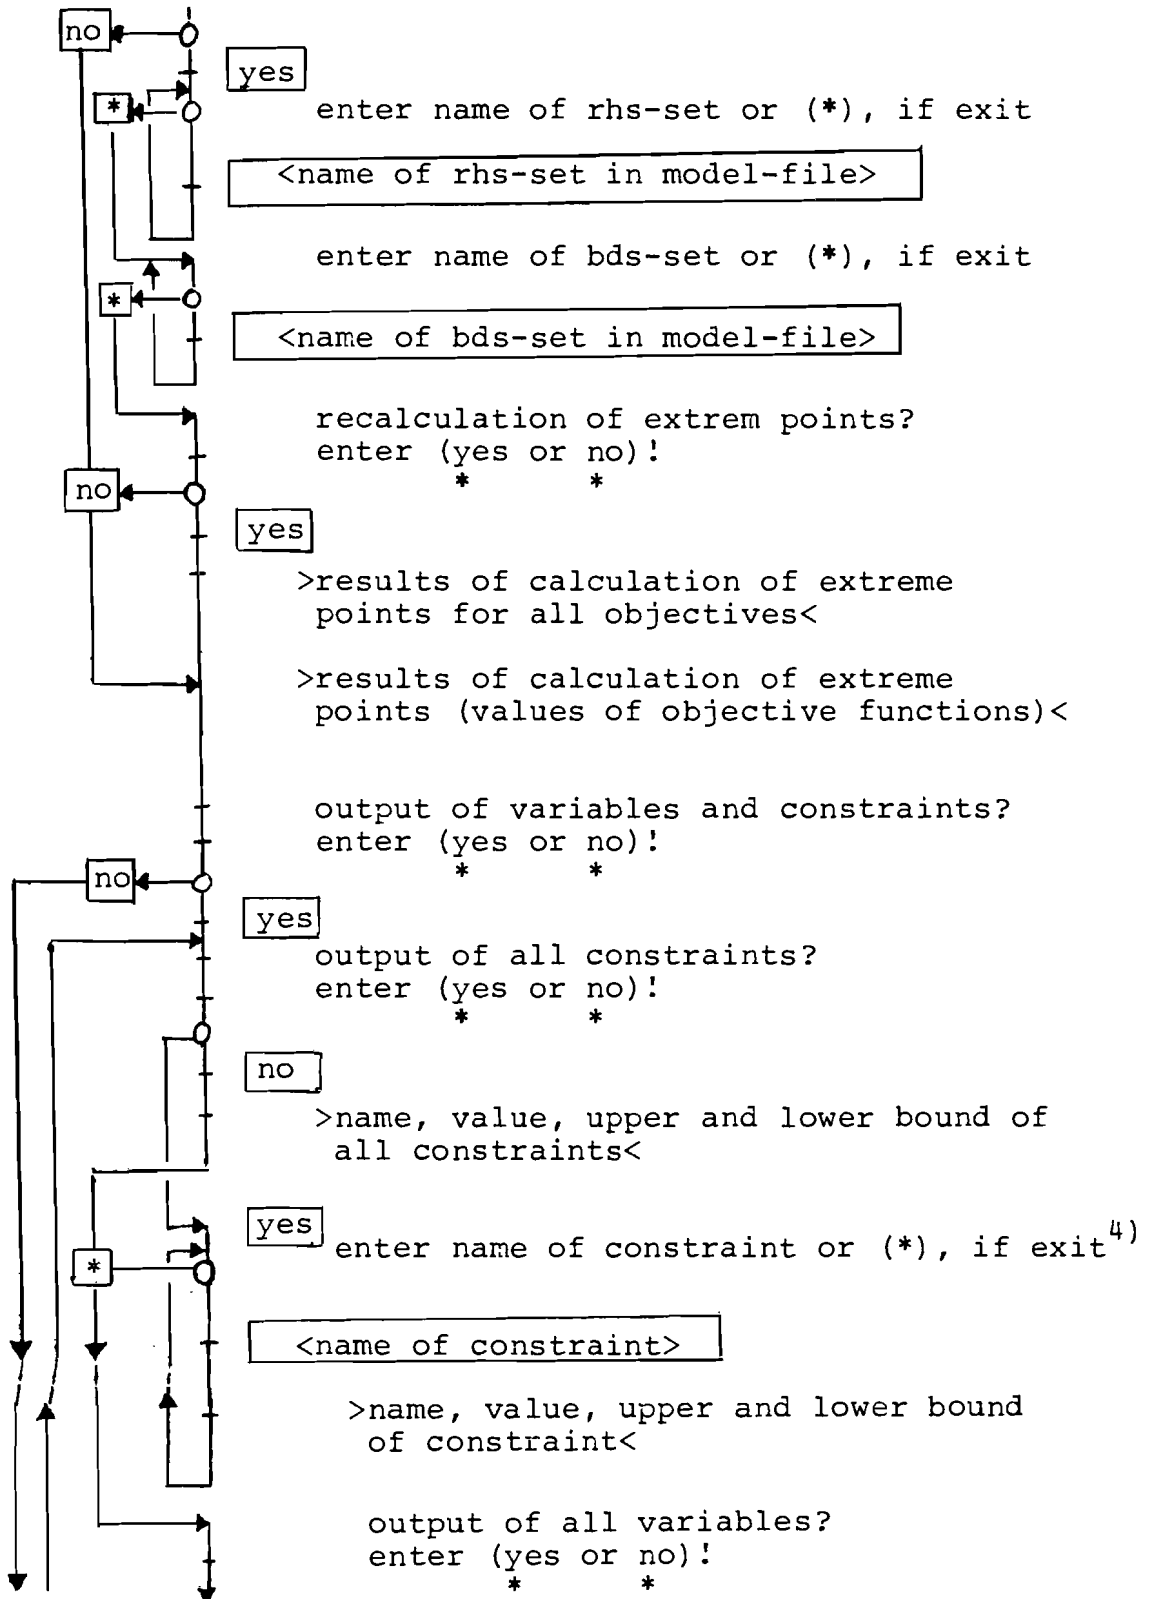 no
yes
*
enter name of rhs-set or (*), if exit
<name of rhs-set in model-file>
enter name of bds-set or (*), if exit
*
<name of bds-set in model-file>
recalculation of extrem points?
enter (yes or no)!
* *
no
yes
>results of calculation of extreme
points for all objectives<
>results of calculation of extreme
points (values of objective functions)<
output of variables and constraints?
enter (yes or no)!
* *
no
yes
output of all constraints?
enter (yes or no)!
* *
no
>name, value, upper and lower bound of
all constraints<
yes
enter name of constraint or (*), if exit4)
*
<name of constraint>
>name, value, upper and lower bound
of constraint<
output of all variables?
enter (yes or no)!
* *